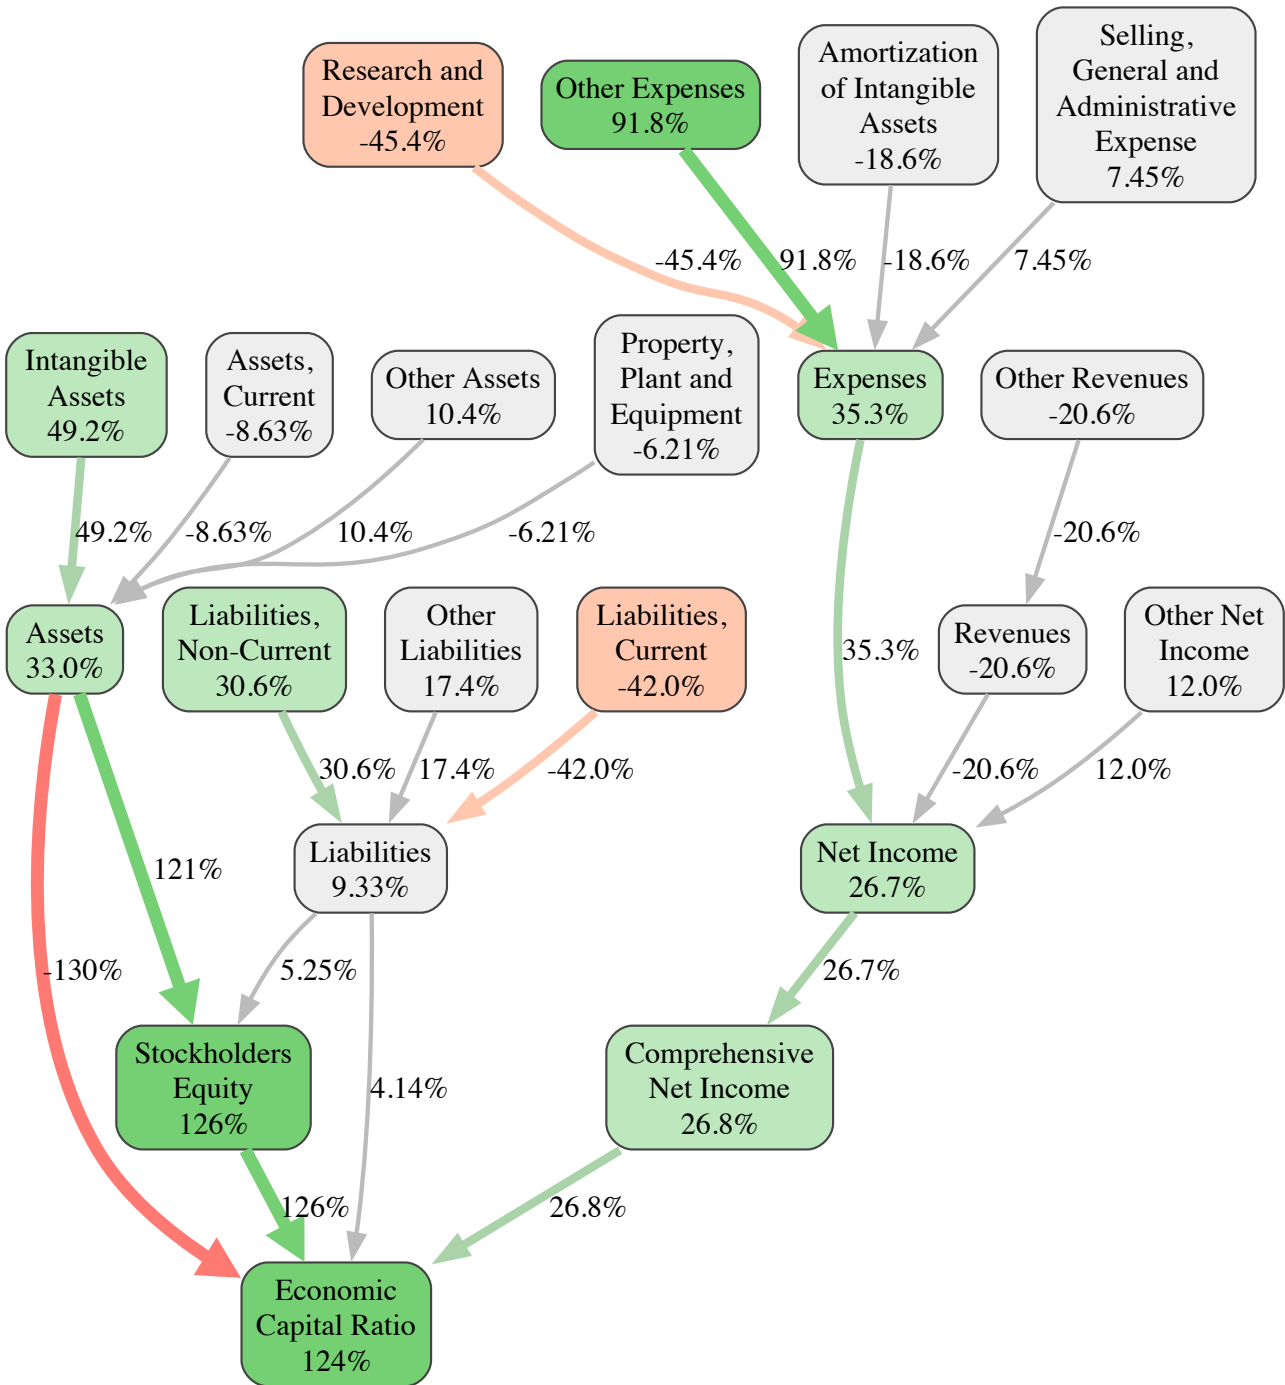 Research and
Development
-45.4%
Other Expenses
91.8%
Amortization
of Intangible
Assets
-18.6%
Selling,
General and
Administrative
Expense
7.45%
-45.4%
91.8%
-18.6%
7.45%
Intangible
Assets
49.2%
Assets,
Current
-8.63%
Other Assets
10.4%
Property,
Plant and
Equipment
-6.21%
Expenses
35.3%
Other Revenues
-20.6%
49.2%
-8.63%
10.4%
-6.21%
-20.6%
Assets
33.0%
Liabilities,
Non-Current
30.6%
Other
Liabilities
17.4%
Liabilities,
Current
-42.0%
35.3%
Revenues
-20.6%
Other Net
Income
12.0%
30.6%
17.4%
-42.0%
-20.6%
12.0%
121%
Liabilities
9.33%
Net Income
26.7%
-130%
5.25%
26.7%
Stockholders
Equity
126%
4.14%
Comprehensive
Net Income
26.8%
126%
26.8%
Economic
Capital Ratio
124%